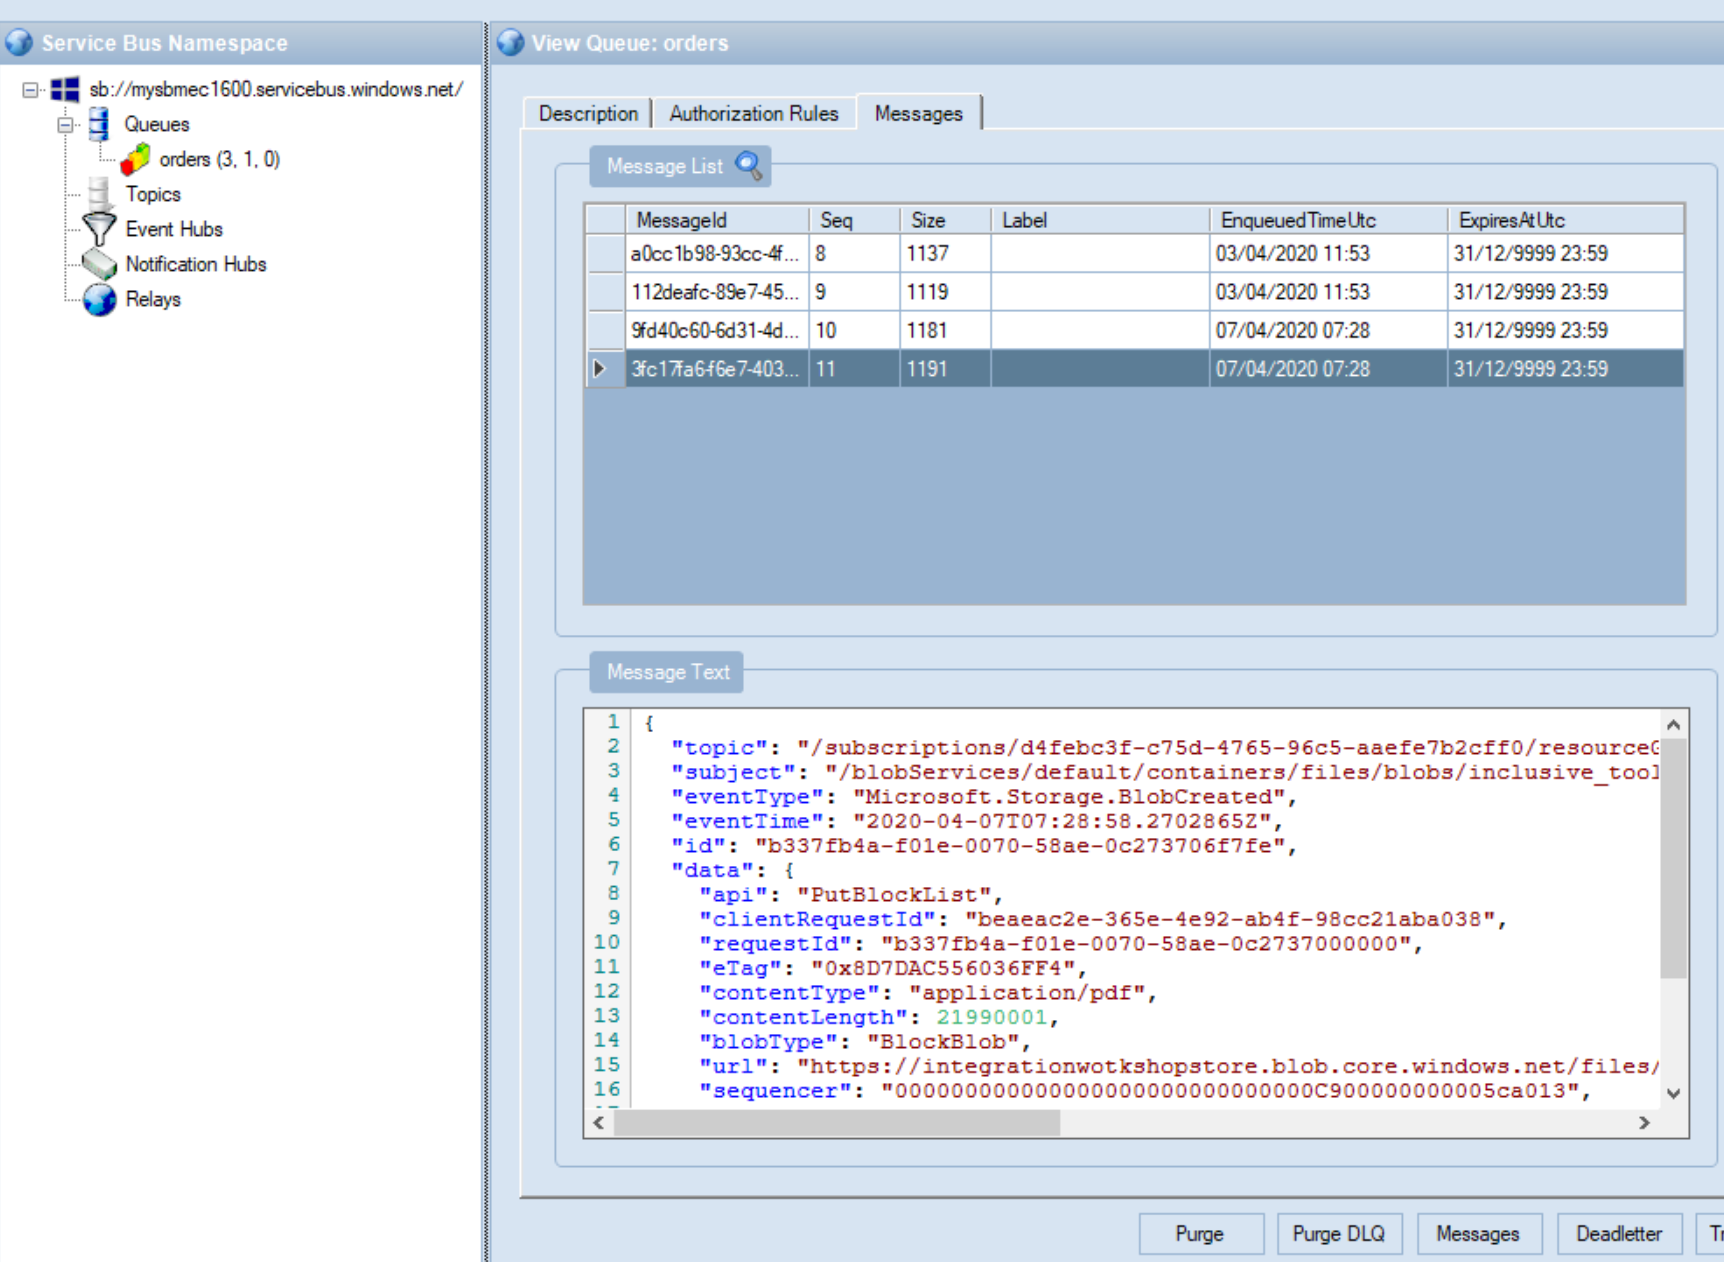 Service Bus Namespace
sb://mysbmec1600.servicebus.windows.net/
Queues
orders (3, 1, 0)
Topics
Event Hubs
Notification Hubs
Relays
View Queue: orders
Description Authorization Rules Messages
Message List
MessageId Seq Size Label EnqueuedTimeUtc ExpiresAtUtc
a0cc1b98-93cc-4f... 8 1137 03/04/2020 11:53 31/12/9999 23:59
112deafc-89e7-45... 9 1119 03/04/2020 11:53 31/12/9999 23:59
9fd40c60-6d31-4d... 10 1181 07/04/2020 07:28 31/12/9999 23:59
3fc17fa6-f6e7-403... 11 1191 07/04/2020 07:28 31/12/9999 23:59
Message Text
1 {
2 "topic": "/subscriptions/d4febc3f-c75d-4765-96c5-aaefe7b2cff0/resourceG
3 "subject": "/blobServices/default/containers/files/blobs/inclusive_tool
4 "eventType": "Microsoft.Storage.BlobCreated",
5 "eventTime": "2020-04-07T07:28:58.2702865Z",
6 "id": "b337fb4a-f01e-0070-58ae-0c273706f7fe",
7 "data": {
8 "api": "PutBlockList",
9 "clientRequestId": "beaeac2e-365e-4e92-ab4f-98cc21aba038",
10 "requestId": "b337fb4a-f01e-0070-58ae-0c2737000000",
11 "eTag": "0x8D7DAC556036FF4",
12 "contentType": "application/pdf",
13 "contentLength": 21990001,
14 "blobType": "BlockBlob",
15 "url": "https://integrationwotkshopstore.blob.core.windows.net/files/
16 "sequencer": "00000000000000000000000000000C900000000005ca013",
Purge Purge DLQ Messages Deadletter